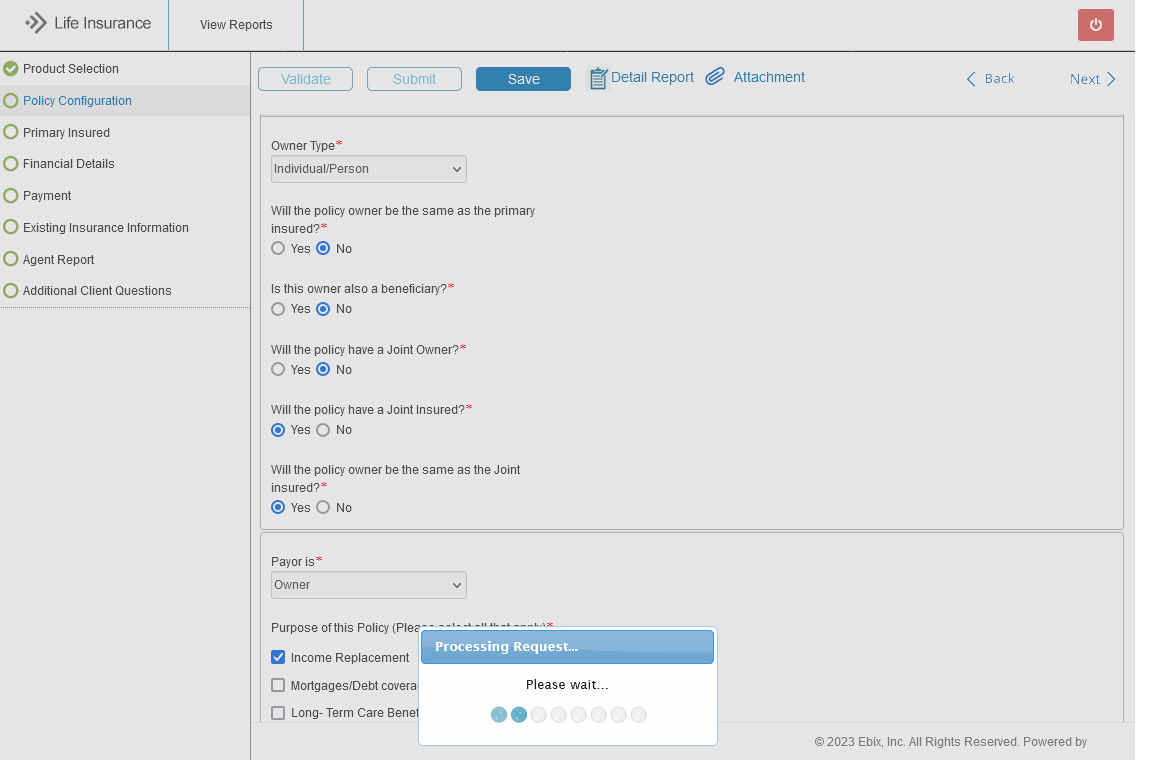 Life Insurance
View Reports
Product Selection
Policy Configuration
Primary Insured
Financial Details
Payment
Existing Insurance Information
Agent Report
Additional Client Questions
Validate
Submit
Save
Detail Report
Attachment
Back
Next
Owner Type*
Individual/Person
Will the policy owner be the same as the primary
insured?*
Yes No
Is this owner also a beneficiary?*
Yes No
Will the policy have a Joint Owner?*
Yes No
Will the policy have a Joint Insured?*
Yes No
Will the policy owner be the same as the Joint
insured?*
Yes No
Payor is*
Owner
Purpose of this Policy (Please select all that apply)*
Income Replacement
Mortgages/Debt covera
Long- Term Care Benef
Processing Request...
Please wait...
© 2023 Ebix, Inc. All Rights Reserved. Powered by